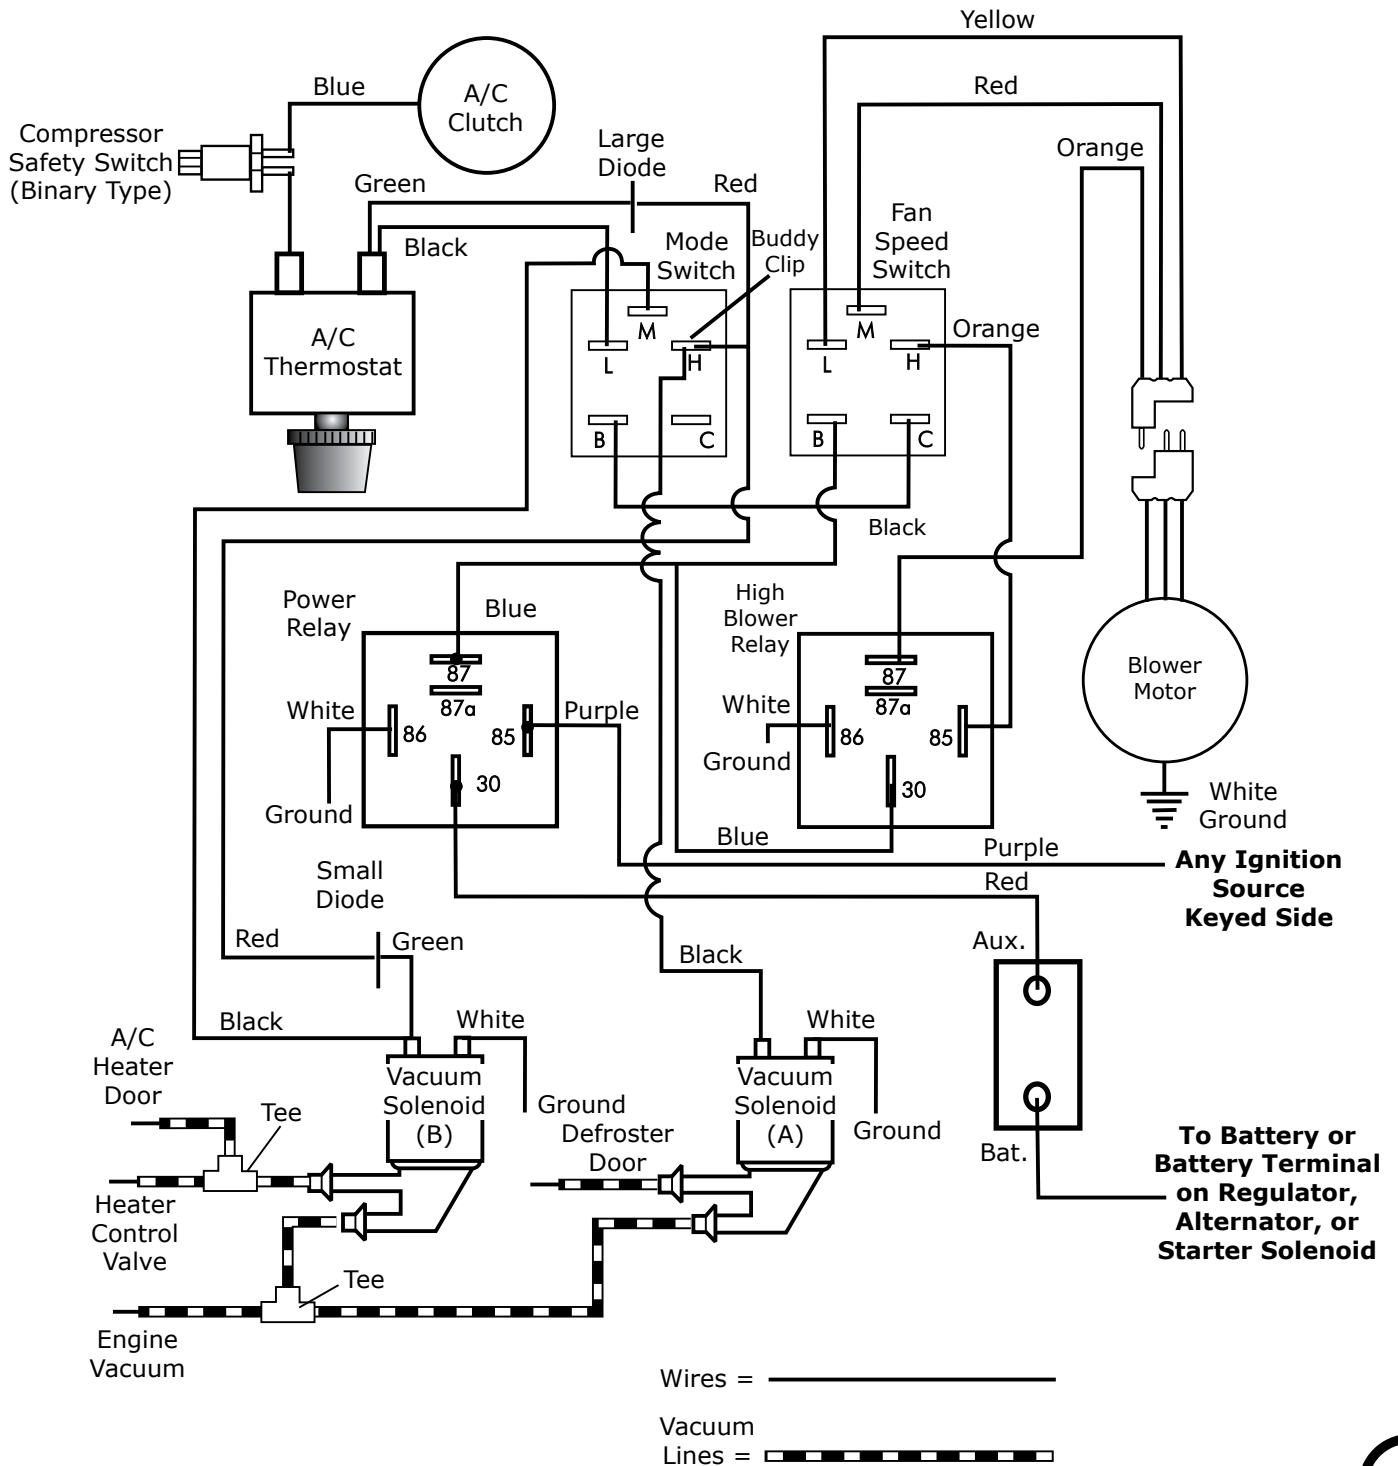 Yellow
Blue
A/C
Clutch
Red
Compressor
Safety Switch
(Binary Type)
Large
Diode
Orange
Green
Red
Black
Mode
Switch
Buddy
Clip
Fan
Speed
Switch
A/C
Thermostat
M
L
H
B
C
M
L
H
B
C
Orange
Black
Power
Relay
Blue
High
Blower
Relay
87
87a
86
85
30
White
Ground
Purple
87
87a
86
85
30
White
Ground
Blower
Motor
White
Ground
Blue
Purple
Any Ignition
Source
Keyed Side
Small
Diode
Red
Red
Green
Black
Aux.
Black
White
White
A/C
Heater
Door
Tee
Vacuum
Solenoid
(B)
Ground
Defroster
Door
Vacuum
Solenoid
(A)
Ground
Bat.
To Battery or
Battery Terminal
on Regulator,
Alternator, or
Starter Solenoid
Heater
Control
Valve
Tee
Engine
Vacuum
Wires =
Vacuum
Lines =